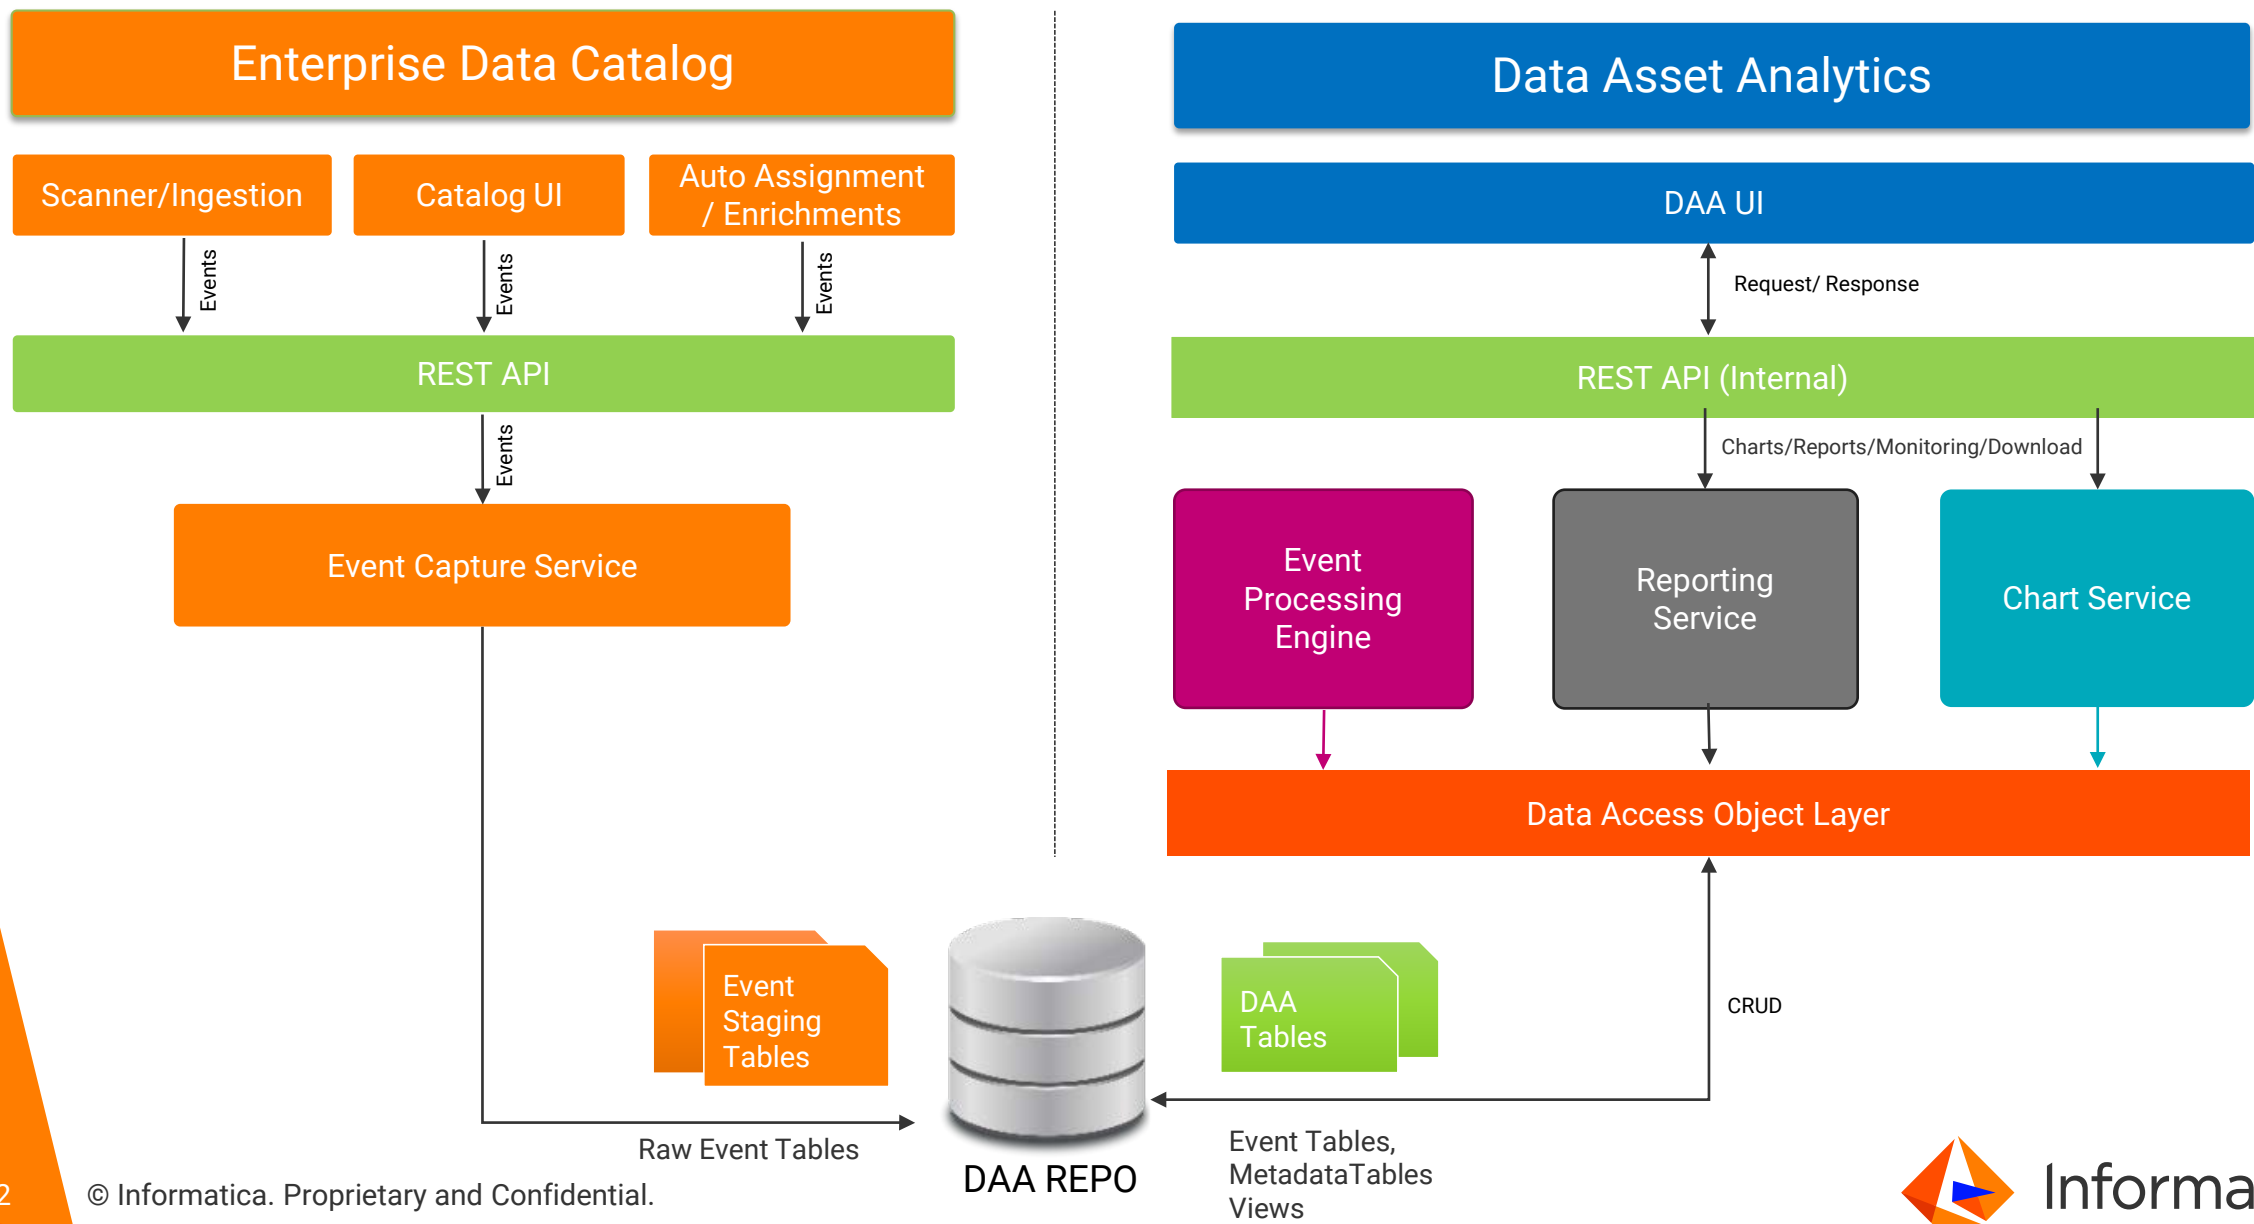 Enterprise Data Catalog
Data Asset Analytics
Scanner/Ingestion
Catalog UI
Auto Assignment
/ Enrichments
DAA UI
Events
Events
Events
Request/ Response
REST API
REST API (Internal)
Events
Charts/Reports/Monitoring/Download
Event Capture Service
Event
Processing
Engine
Reporting
Service
Chart Service
Data Access Object Layer
Event
Staging
Tables
DAA
Tables
CRUD
Raw Event Tables
DAA REPO
Event Tables,
MetadataTables
Views
2
© Informatica. Proprietary and Confidential.
Informa